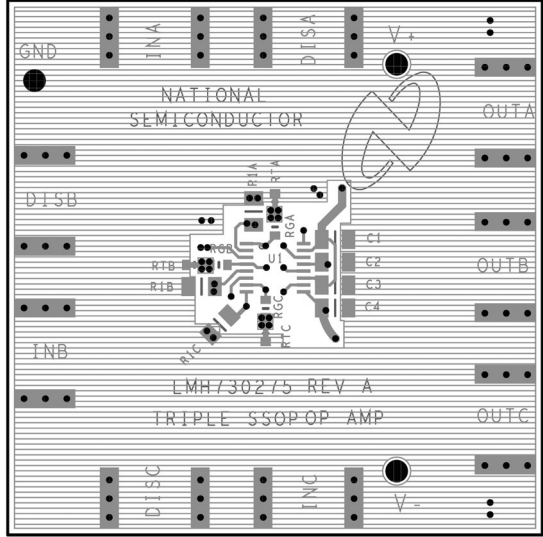 INA
DISA
V+
GND
NATIONAL
SEMICONDUCTOR
OUTA
DISB
R1A
RTA
RGA
RGB
U1
C1
RTB
C2
OUTB
R1B
C3
RGC
C4
R1C
RTC
INB
LMH730275 REV A
TRIPLE SSOP OP AMP
OUTC
DISC
INC
V-